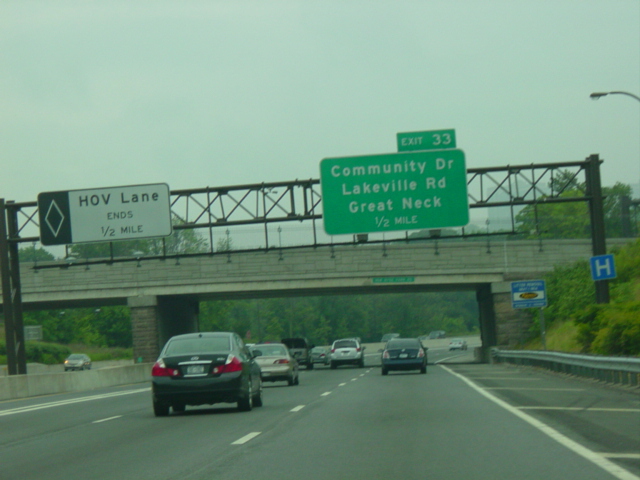 HOV Lane
ENDS
1/2 MILE
EXIT 33
Community Dr
Lakeville Rd
Great Neck
1/2 MILE
H